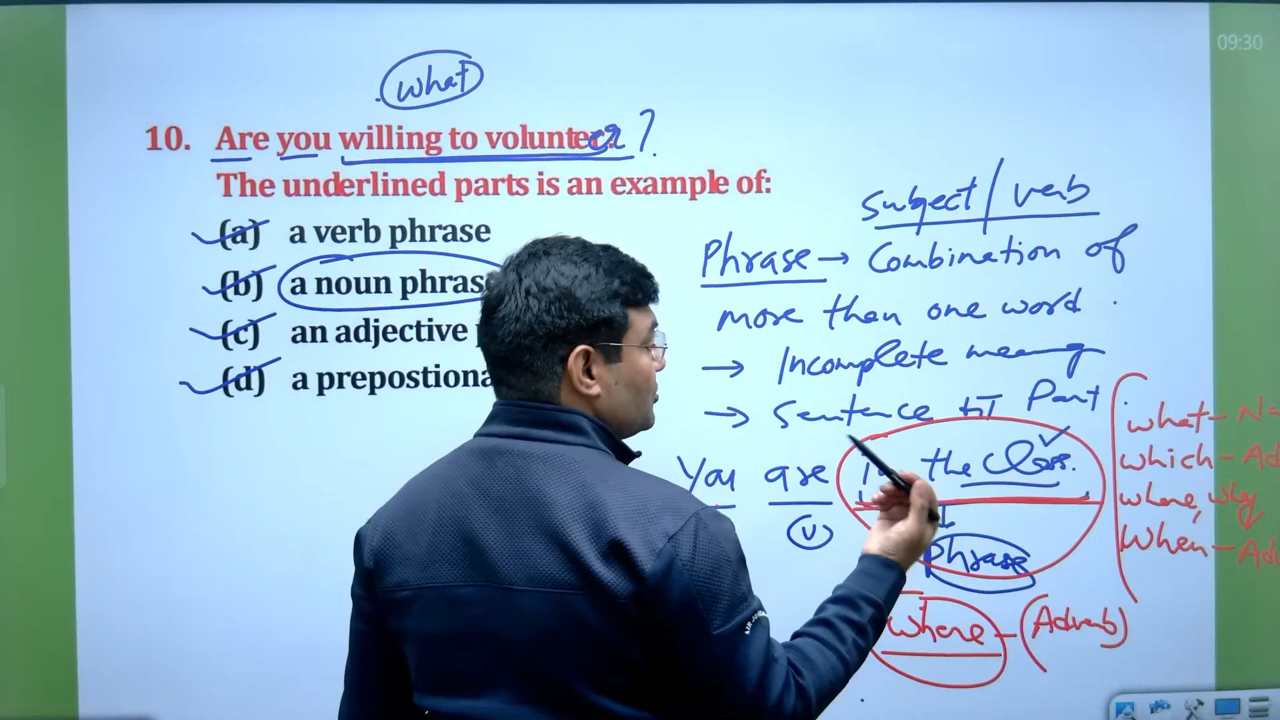 09:30
what
10. Are you willing to volunteer?
The underlined parts is an example of:
(a) a verb phrase
(b) a noun phras
(c) an adjective
(d) a prepostiona
Subject / verb
Phrase → Combination of
more than one word.
→ Incomplete meaning
→ Sentence का Part
You are in the class.
V
Phrase
where - (Adverb)
what - N
which - Ad
where, why
When - Ad